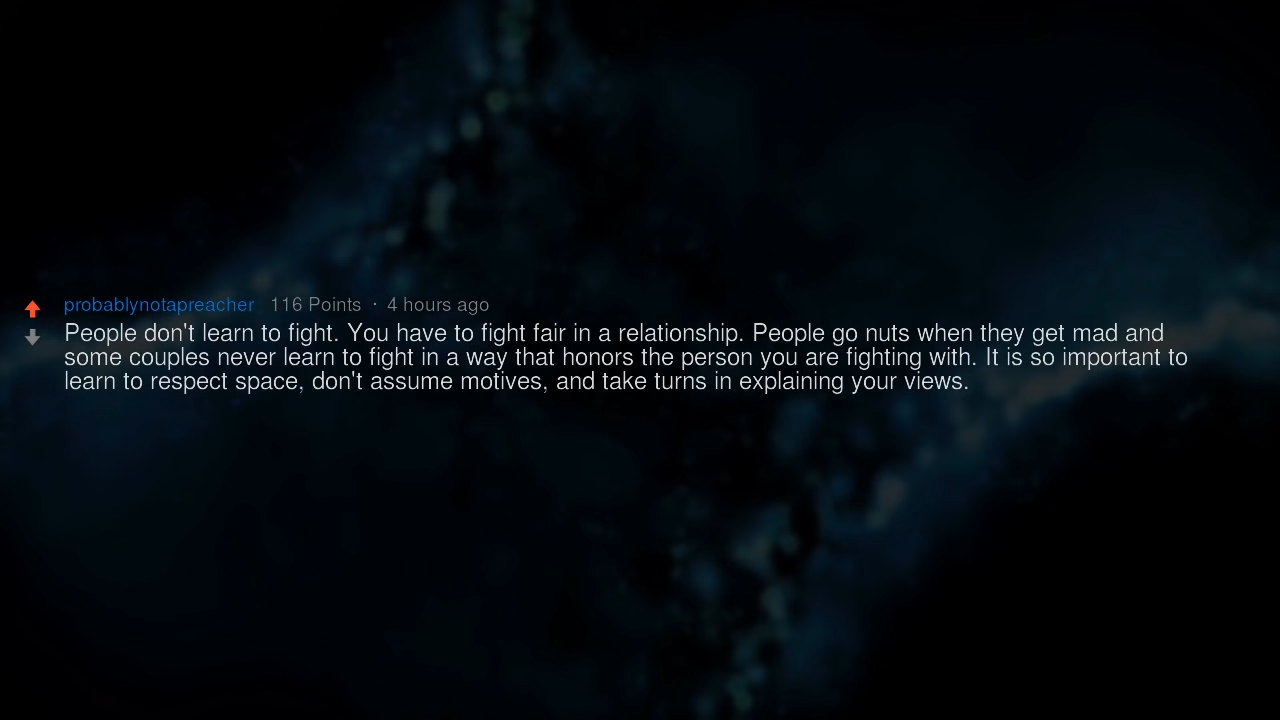 probablynotapreacher 116 Points · 4 hours ago
People don't learn to fight. You have to fight fair in a relationship. People go nuts when they get mad and
some couples never learn to fight in a way that honors the person you are fighting with. It is so important to
learn to respect space, don't assume motives, and take turns in explaining your views.